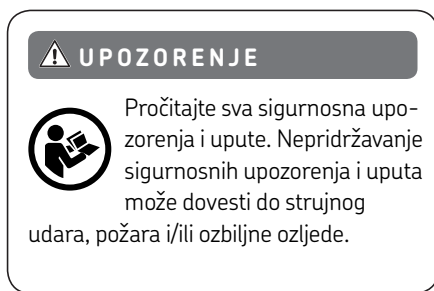 UPOZORENJE
Pročitajte sva sigurnosna upo-
zorenja i upute. Nepridržavanje
sigurnosnih upozorenja i uputa
može dovesti do strujnog
udara, požara i/ili ozbiljne ozljede.